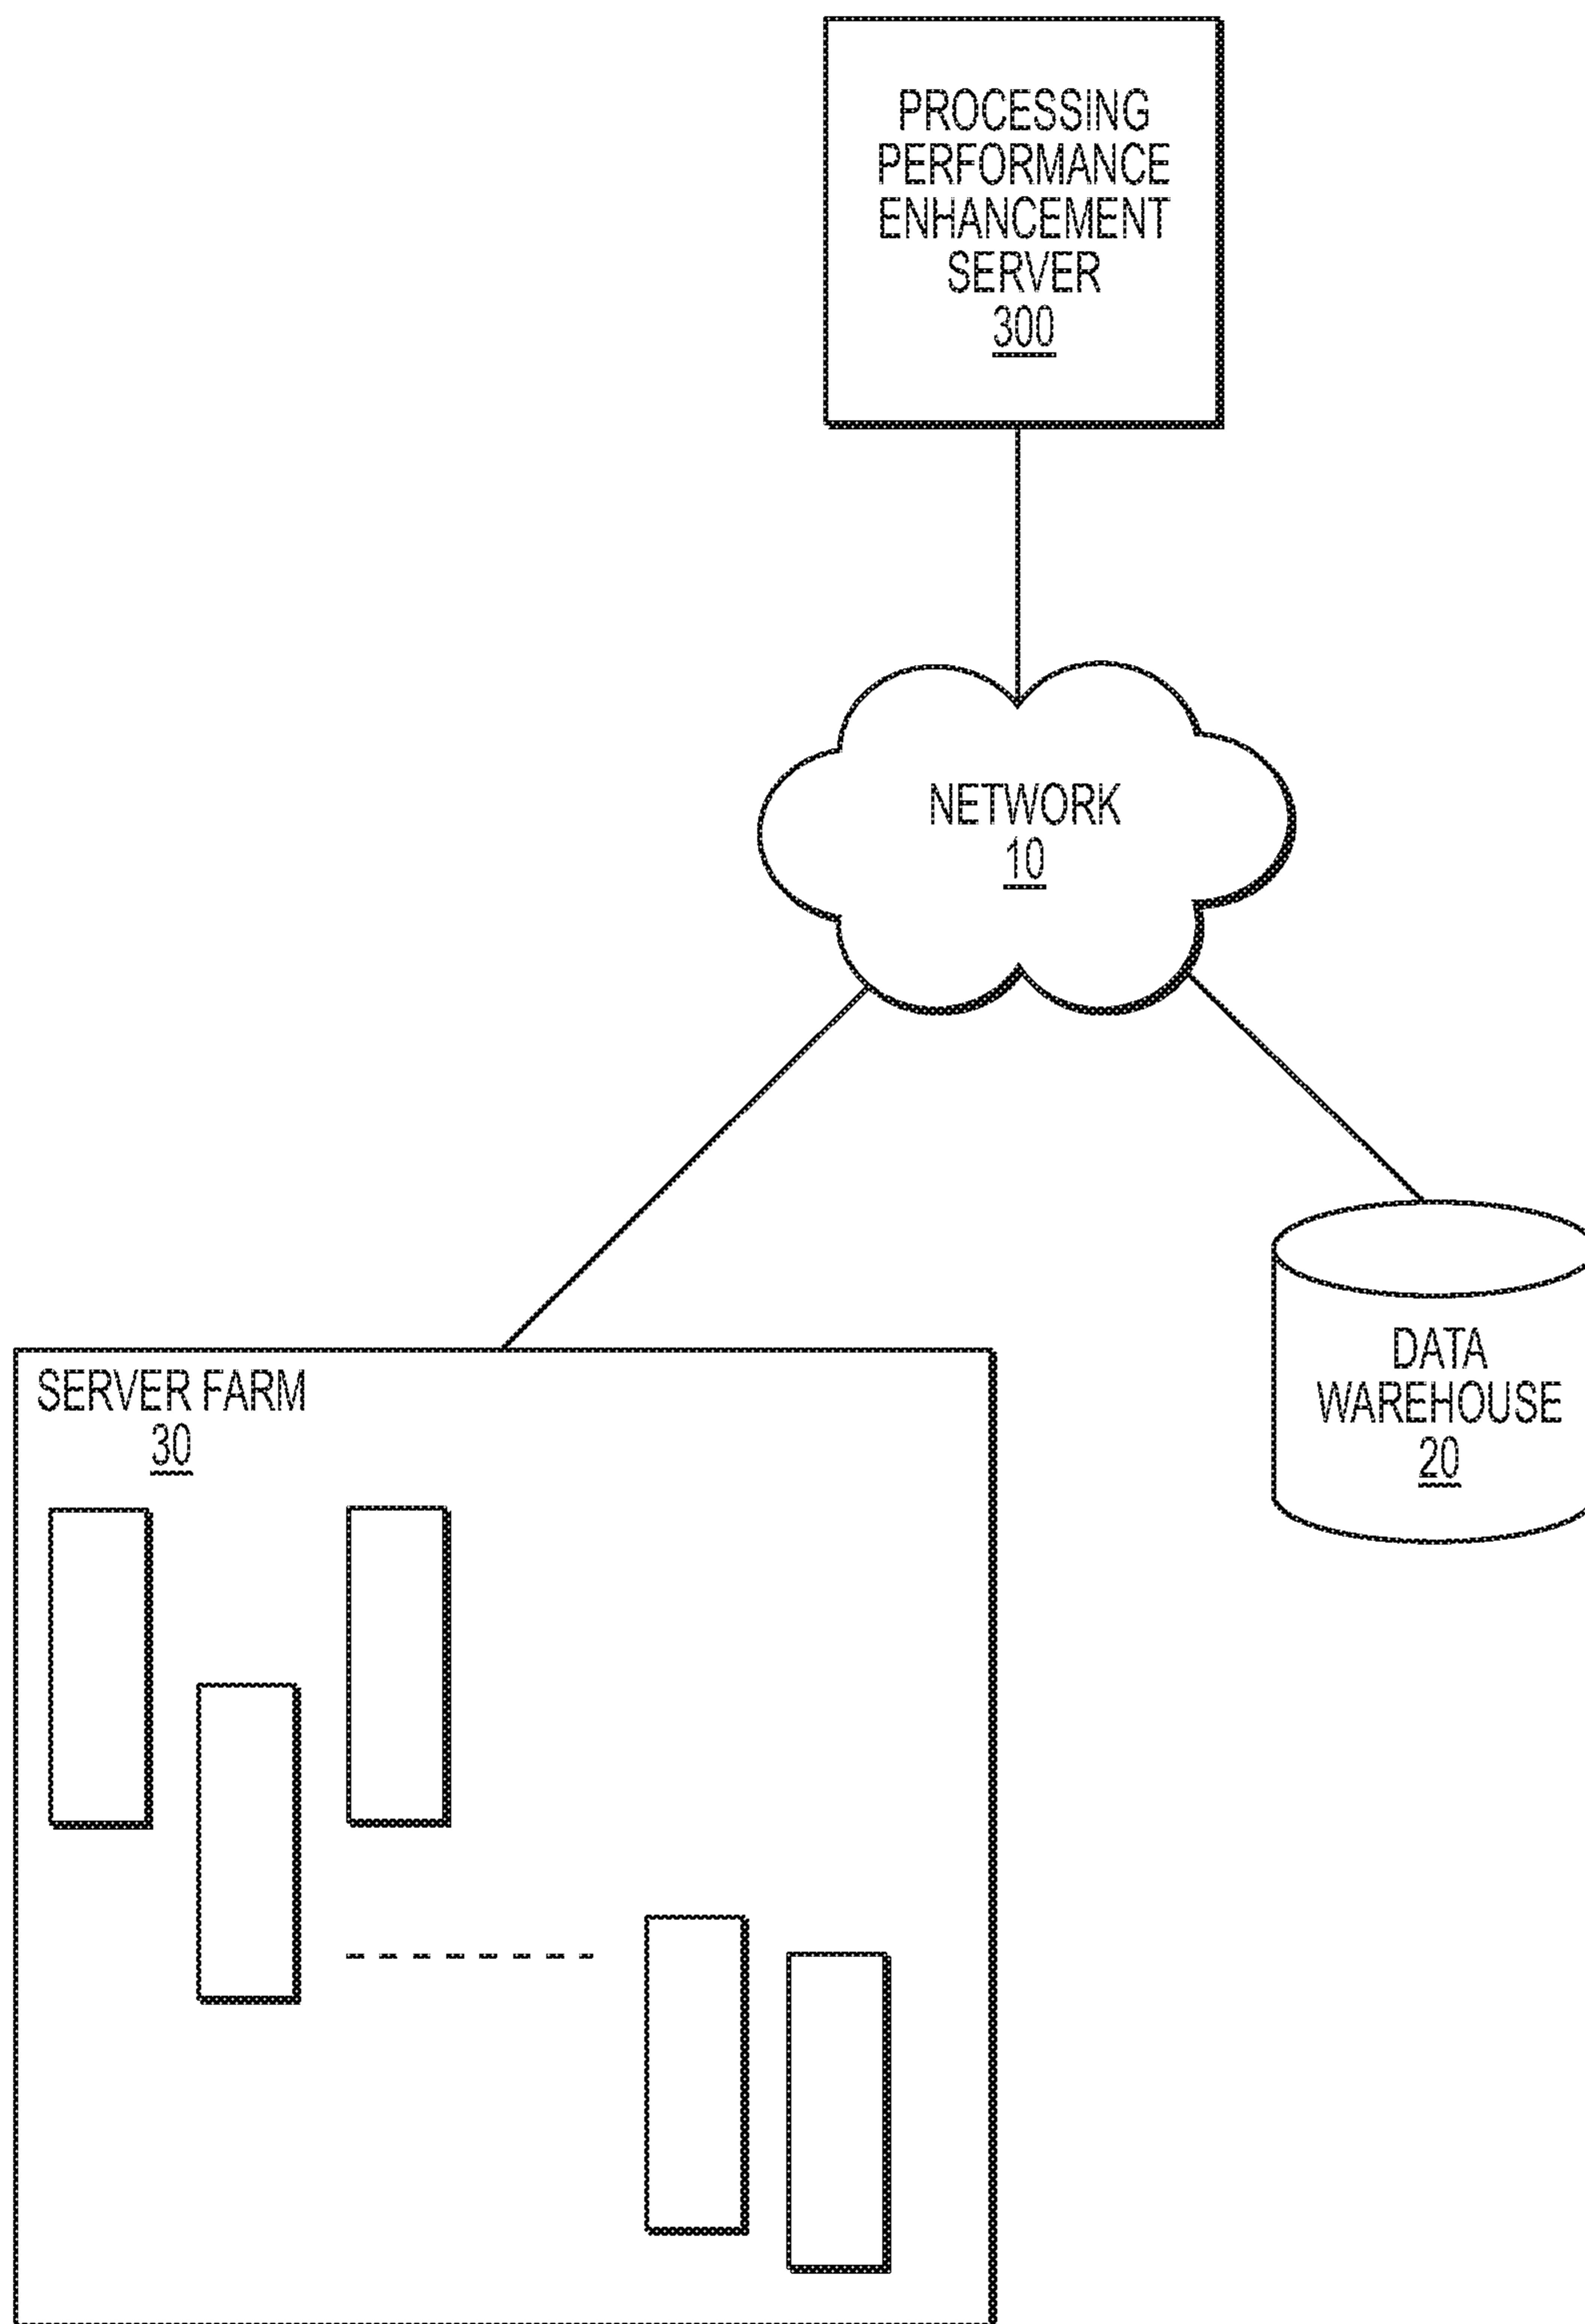 PROCESSING
PERFORMANCE
ENHANCEMENT
SERVER
300
NETWORK
10
DATA
WAREHOUSE
20
SERVER FARM
30